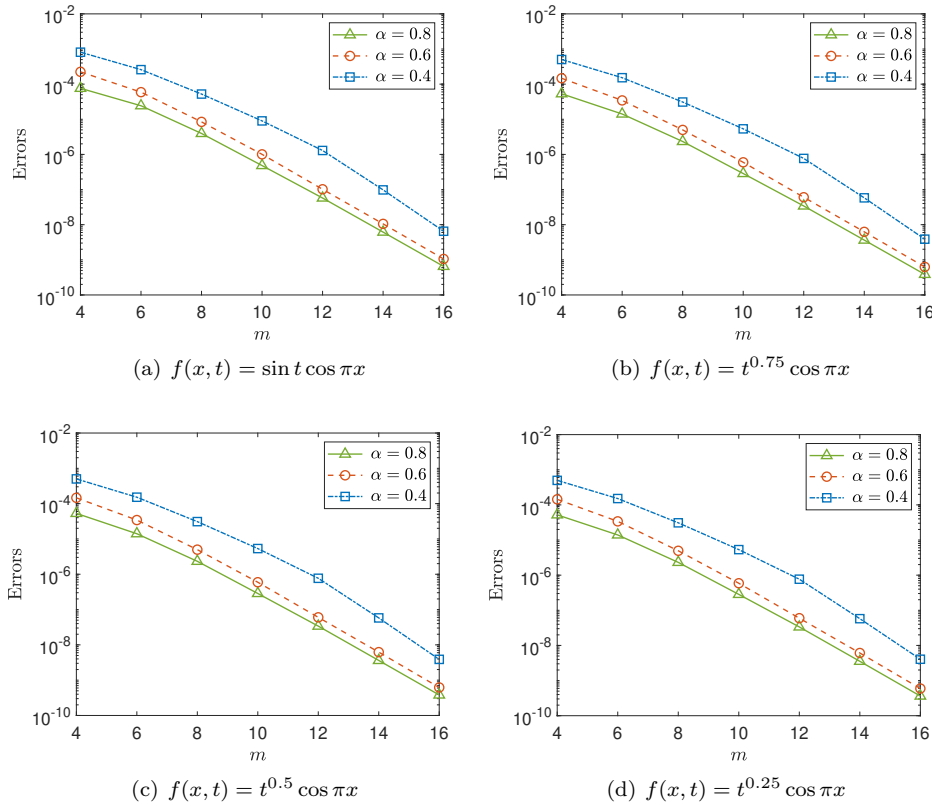 10^-2
10^-4
10^-6
10^-8
10^-10
Errors
4 6 8 10 12 14 16
m
α = 0.8
α = 0.6
α = 0.4
(a) f(x, t) = sin t cos πx
10^-2
10^-4
10^-6
10^-8
10^-10
Errors
4 6 8 10 12 14 16
m
α = 0.8
α = 0.6
α = 0.4
(b) f(x, t) = t^0.75 cos πx
10^-2
10^-4
10^-6
10^-8
10^-10
Errors
4 6 8 10 12 14 16
m
α = 0.8
α = 0.6
α = 0.4
(c) f(x, t) = t^0.5 cos πx
10^-2
10^-4
10^-6
10^-8
10^-10
Errors
4 6 8 10 12 14 16
m
α = 0.8
α = 0.6
α = 0.4
(d) f(x, t) = t^0.25 cos πx